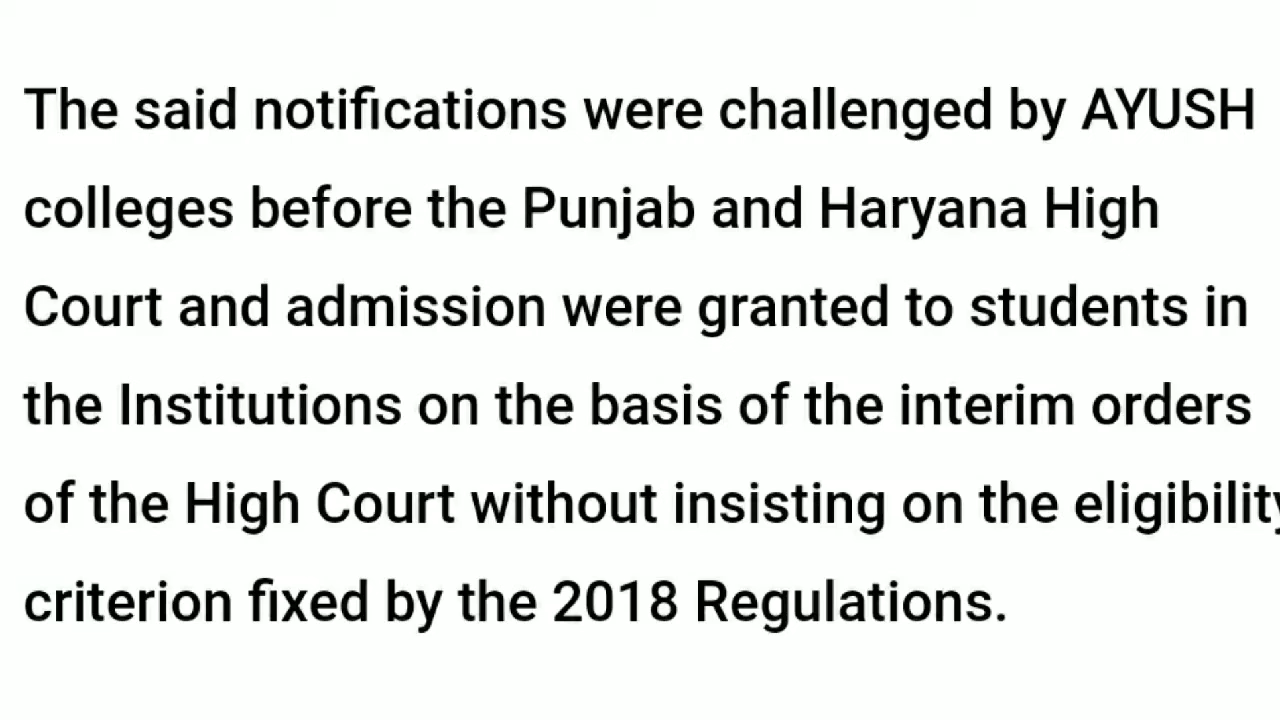 The said notifications were challenged by AYUSH
colleges before the Punjab and Haryana High
Court and admission were granted to students in
the Institutions on the basis of the interim orders
of the High Court without insisting on the eligibility
criterion fixed by the 2018 Regulations.